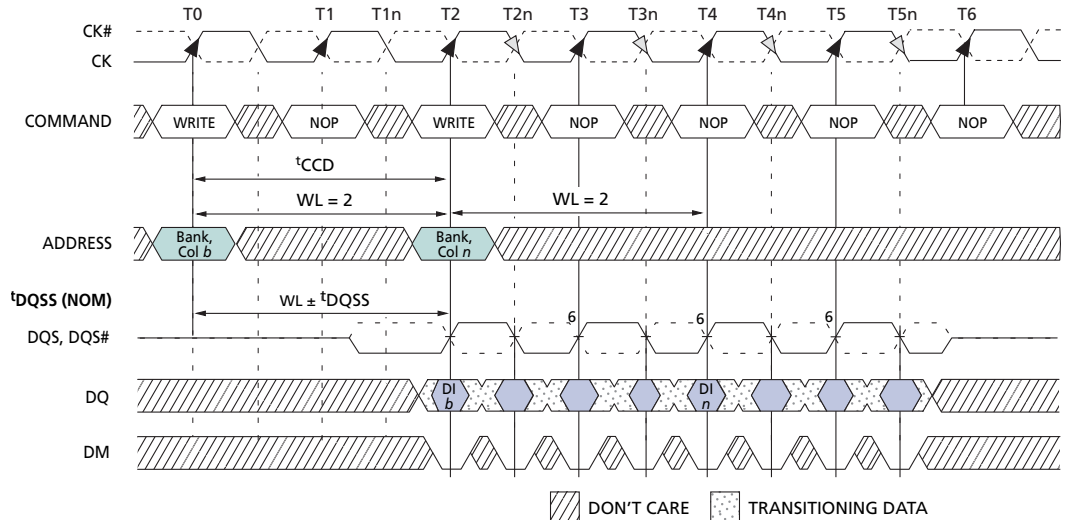 T0 T1 T1n T2 T2n T3 T3n T4 T4n T5 T5n T6
CK#
CK
COMMAND WRITE NOP WRITE NOP NOP NOP NOP
tCCD
WL = 2 WL = 2
ADDRESS Bank, Col b Bank, Col n
tDQSS (NOM) WL ± tDQSS
DQS, DQS# 6 6 6
DQ DI b DI n
DM
DON'T CARE TRANSITIONING DATA